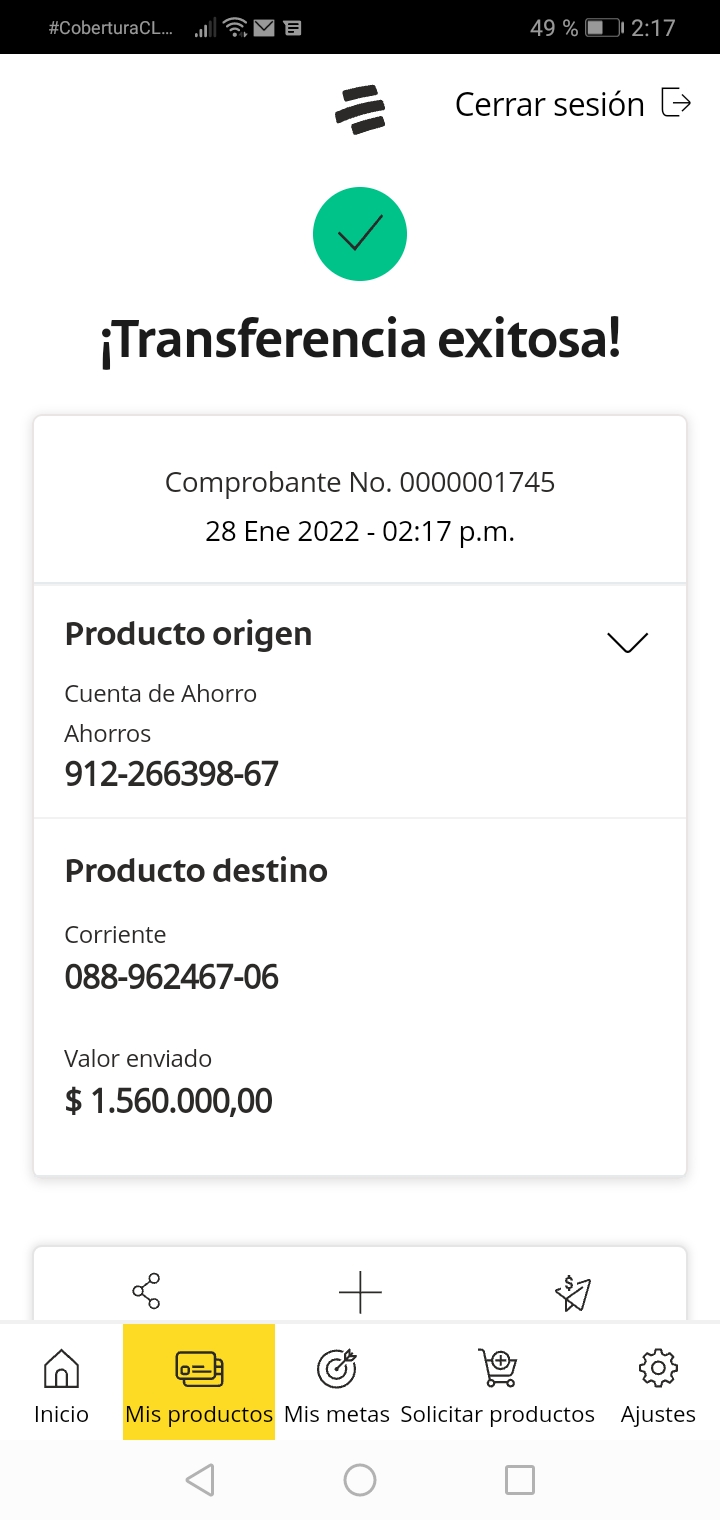 #CoberturaCL... 49 % 2:17
Cerrar sesión
¡Transferencia exitosa!
Comprobante No. 0000001745
28 Ene 2022 - 02:17 p.m.
Producto origen
Cuenta de Ahorro
Ahorros
912-266398-67
Producto destino
Corriente
088-962467-06
Valor enviado
$ 1.560.000,00
Inicio Mis productos Mis metas Solicitar productos Ajustes